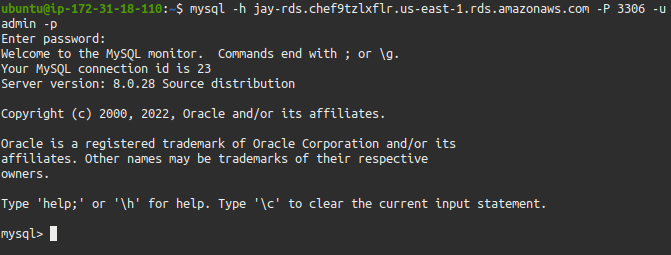 ubuntu@ip-172-31-18-110:~$ mysql -h jay-rds.chef9tzlxflr.us-east-1.rds.amazonaws.com -P 3306 -u
admin -p
Enter password:
Welcome to the MySQL monitor.  Commands end with ; or \g.
Your MySQL connection id is 23
Server version: 8.0.28 Source distribution

Copyright (c) 2000, 2022, Oracle and/or its affiliates.

Oracle is a registered trademark of Oracle Corporation and/or its
affiliates. Other names may be trademarks of their respective
owners.

Type 'help;' or '\h' for help. Type '\c' to clear the current input statement.

mysql>